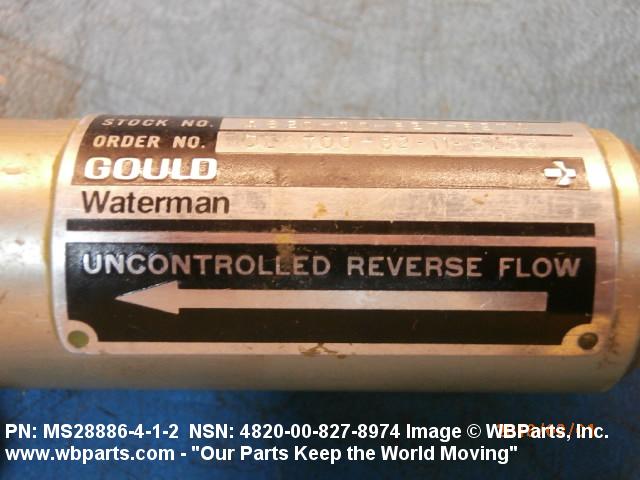 STOCK NO.
ORDER NO.
GOULD
Waterman
UNCONTROLLED REVERSE FLOW
PN: MS28886-4-1-2 NSN: 4820-00-827-8974 Image © WBParts, Inc.
www.wbparts.com - "Our Parts Keep the World Moving"